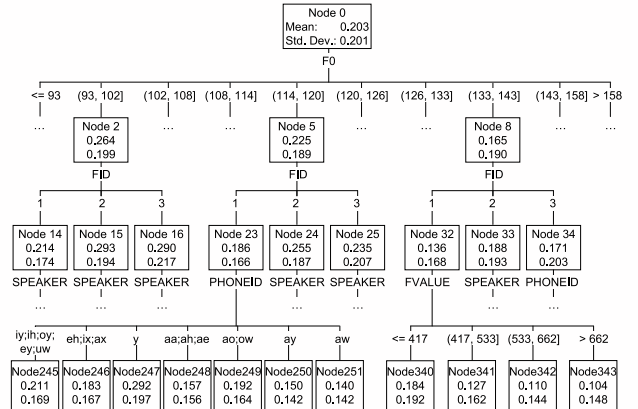 Node 0
Mean: 0.203
Std. Dev.: 0.201
F0
<= 93 (93, 102] (102, 108] (108, 114] (114, 120] (120, 126] (126, 133] (133, 143] (143, 158] > 158
... ... ... ... ... ... ...
Node 2 Node 5 Node 8
0.264 0.225 0.165
0.199 0.189 0.190
FID FID FID
1 2 3 1 2 3 1 2 3
Node 14 Node 15 Node 16 Node 23 Node 24 Node 25 Node 32 Node 33 Node 34
0.214 0.293 0.290 0.186 0.255 0.235 0.136 0.188 0.171
0.174 0.194 0.217 0.166 0.187 0.207 0.168 0.193 0.203
SPEAKER SPEAKER SPEAKER PHONEID SPEAKER SPEAKER FVALUE SPEAKER PHONEID
... ... ... ... ... ... ...
iy;ih;oy; eh;ix;ax y aa;ah;ae ao;ow ay aw <= 417 (417, 533] (533, 662] > 662
ey;uw
Node245 Node246 Node247 Node248 Node249 Node250 Node251 Node340 Node341 Node342 Node343
0.211 0.183 0.292 0.157 0.192 0.150 0.140 0.184 0.127 0.110 0.104
0.169 0.167 0.197 0.156 0.164 0.142 0.142 0.192 0.162 0.144 0.148